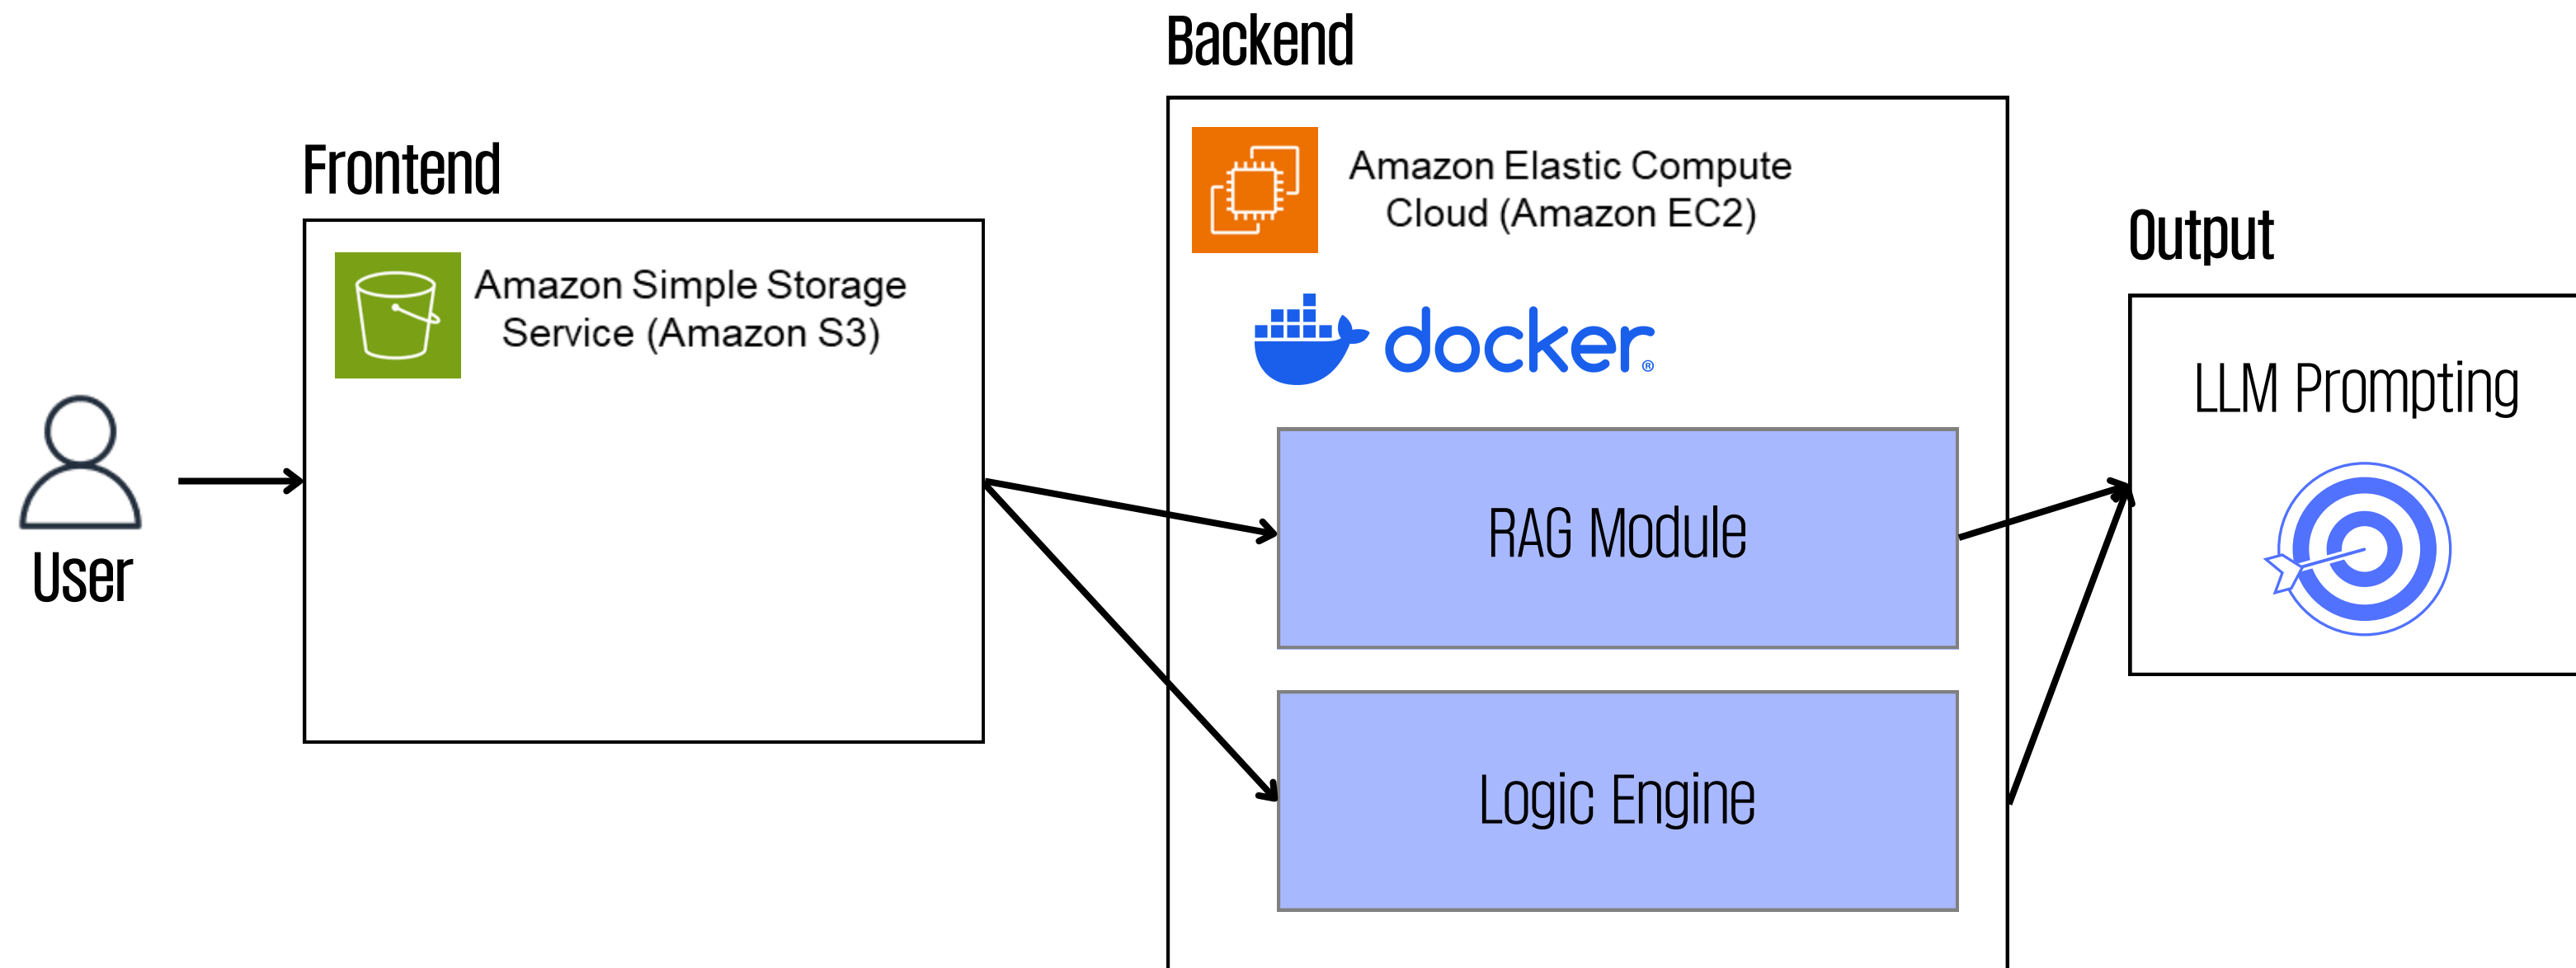 Backend
Frontend
Amazon Elastic Compute
Cloud (Amazon EC2)
Output
Amazon Simple Storage
Service (Amazon S3)
docker®
LLM Prompting
RAG Module
User
Logic Engine